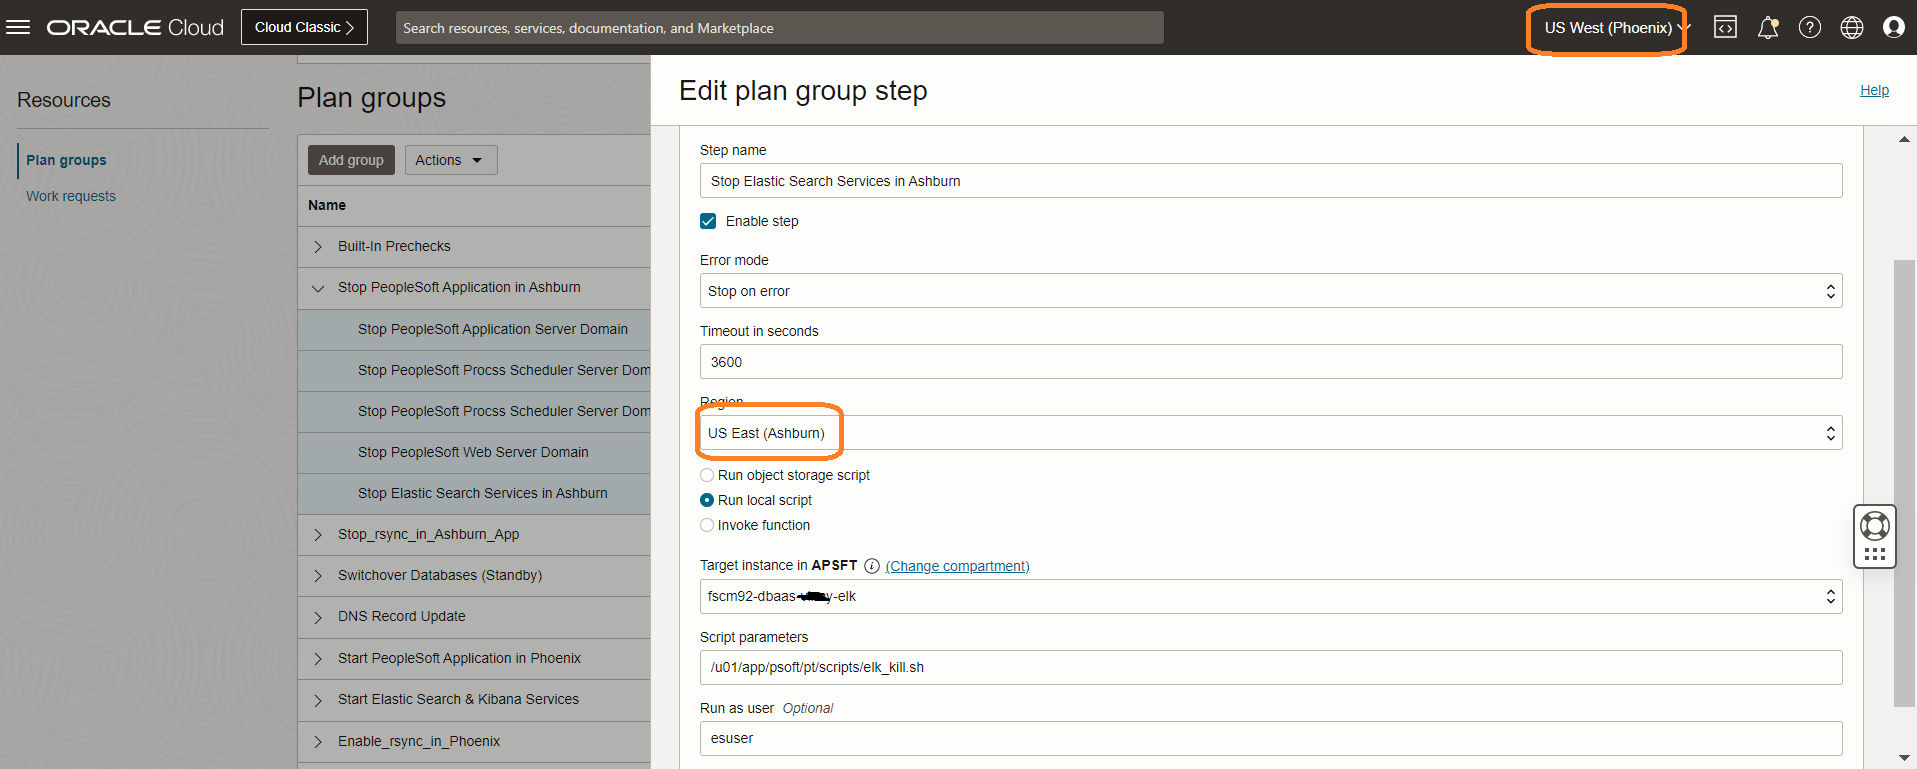 ORACLE Cloud
Cloud Classic
Search resources, services, documentation, and Marketplace
US West (Phoenix)
Resources
Plan groups
Work requests
Plan groups
Add group
Actions
Name
Built-In Prechecks
Stop PeopleSoft Application in Ashburn
Stop PeopleSoft Application Server Domain
Stop PeopleSoft Procss Scheduler Server Dom
Stop PeopleSoft Procss Scheduler Server Dom
Stop PeopleSoft Web Server Domain
Stop Elastic Search Services in Ashburn
Stop_rsync_in_Ashburn_App
Switchover Databases (Standby)
DNS Record Update
Start PeopleSoft Application in Phoenix
Start Elastic Search & Kibana Services
Enable_rsync_in_Phoenix
Edit plan group step
Help
Step name
Stop Elastic Search Services in Ashburn
Enable step
Error mode
Stop on error
Timeout in seconds
3600
Region
US East (Ashburn)
Run object storage script
Run local script
Invoke function
Target instance in APSFT (Change compartment)
fscm92-dbaas- -elk
Script parameters
/u01/app/psoft/pt/scripts/elk_kill.sh
Run as user Optional
esuser